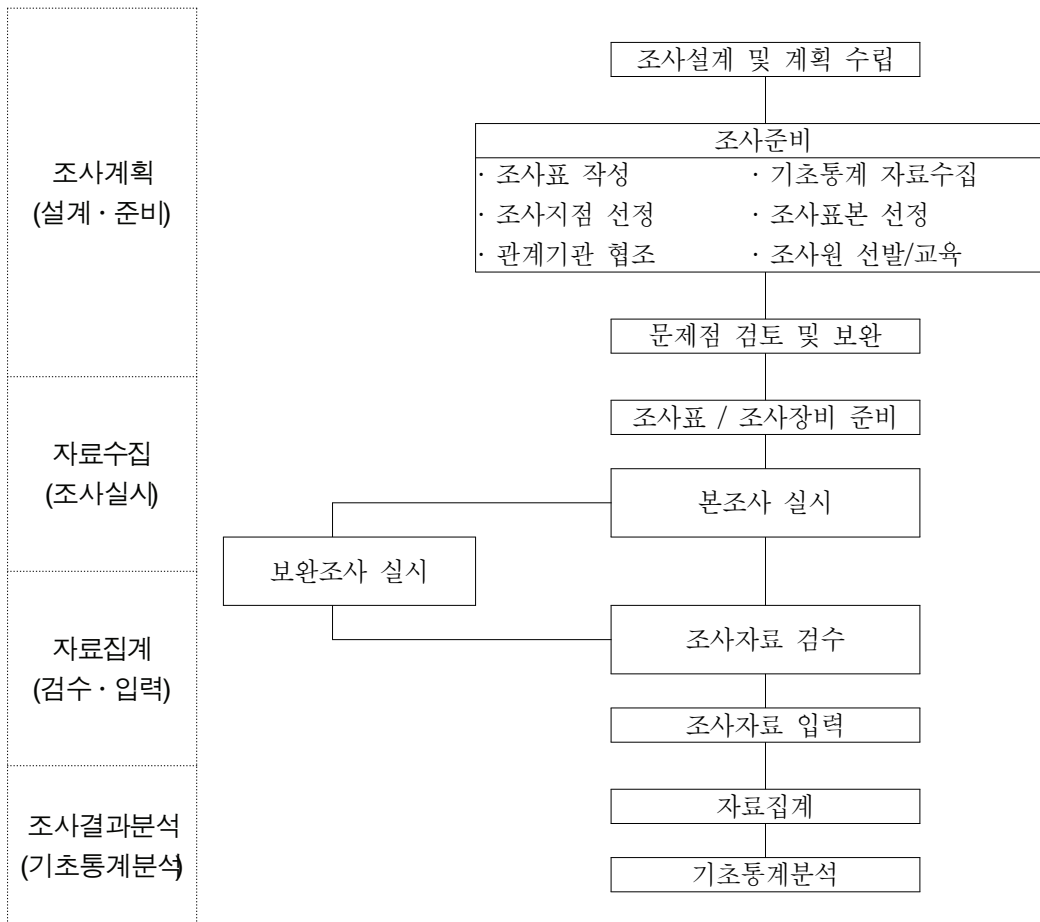 조사계획
(설계 · 준비)
조사설계 및 계획 수립
조사준비
· 조사표 작성 · 기초통계 자료수집
· 조사지점 선정 · 조사표본 선정
· 관계기관 협조 · 조사원 선발/교육
문제점 검토 및 보완
자료수집
(조사실시)
조사표 / 조사장비 준비
본조사 실시
보완조사 실시
자료집계
(검수 · 입력)
조사자료 검수
조사자료 입력
조사결과분석
(기초통계분석)
자료집계
기초통계분석